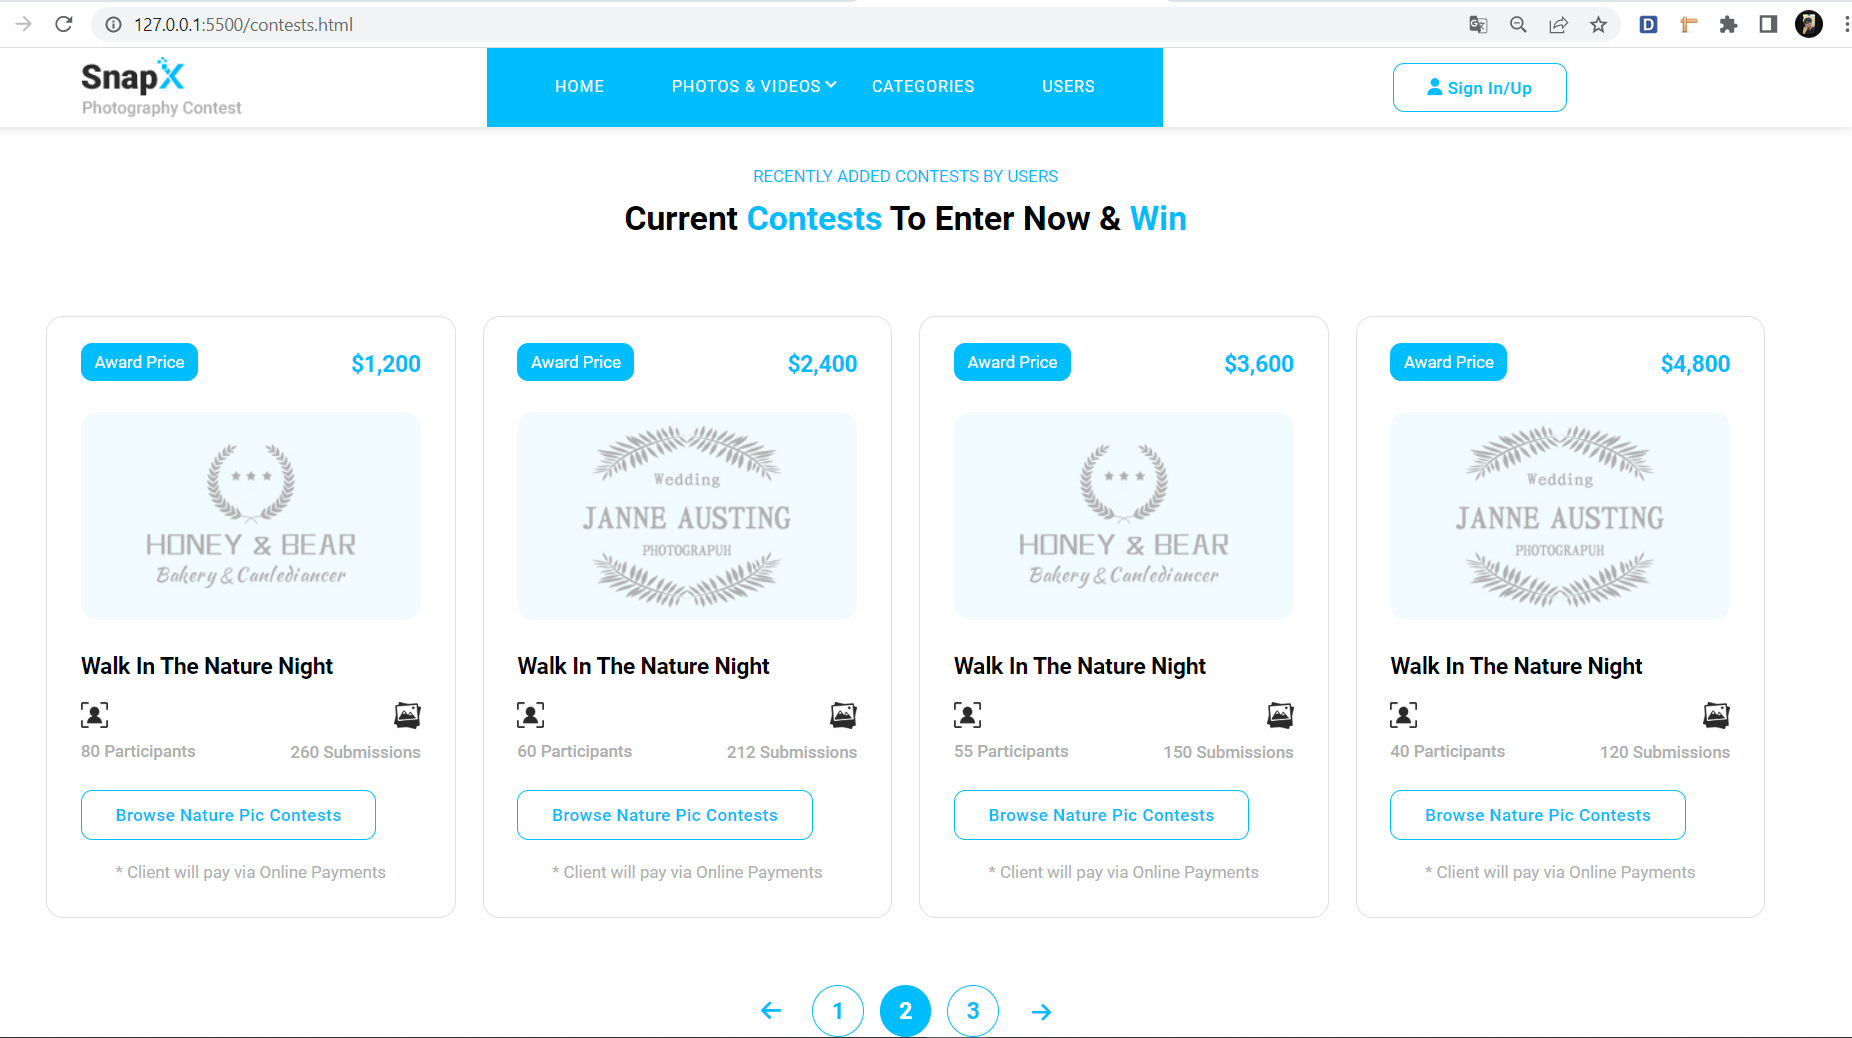 127.0.0.1:5500/contests.html
SnapX
Photography Contest
HOME
PHOTOS & VIDEOS
CATEGORIES
USERS
Sign In/Up
RECENTLY ADDED CONTESTS BY USERS
Current Contests To Enter Now & Win
Award Price
$1,200
HONEY & BEAR
Bakery & Canlediancer
Walk In The Nature Night
80 Participants
260 Submissions
Browse Nature Pic Contests
* Client will pay via Online Payments
Award Price
$2,400
Wedding
JANNE AUSTING
PHOTOGRAPUH
Walk In The Nature Night
60 Participants
212 Submissions
Browse Nature Pic Contests
* Client will pay via Online Payments
Award Price
$3,600
HONEY & BEAR
Bakery & Canlediancer
Walk In The Nature Night
55 Participants
150 Submissions
Browse Nature Pic Contests
* Client will pay via Online Payments
Award Price
$4,800
Wedding
JANNE AUSTING
PHOTOGRAPUH
Walk In The Nature Night
40 Participants
120 Submissions
Browse Nature Pic Contests
* Client will pay via Online Payments
1 2 3